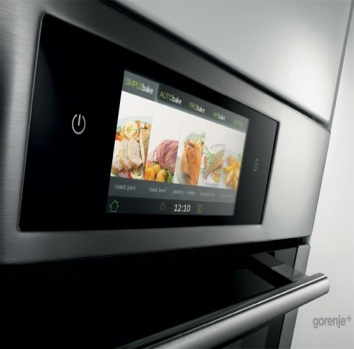 SIMPLEbake AUTObake PRObake
roast pork roast beef poultry
12:10
gorenje+